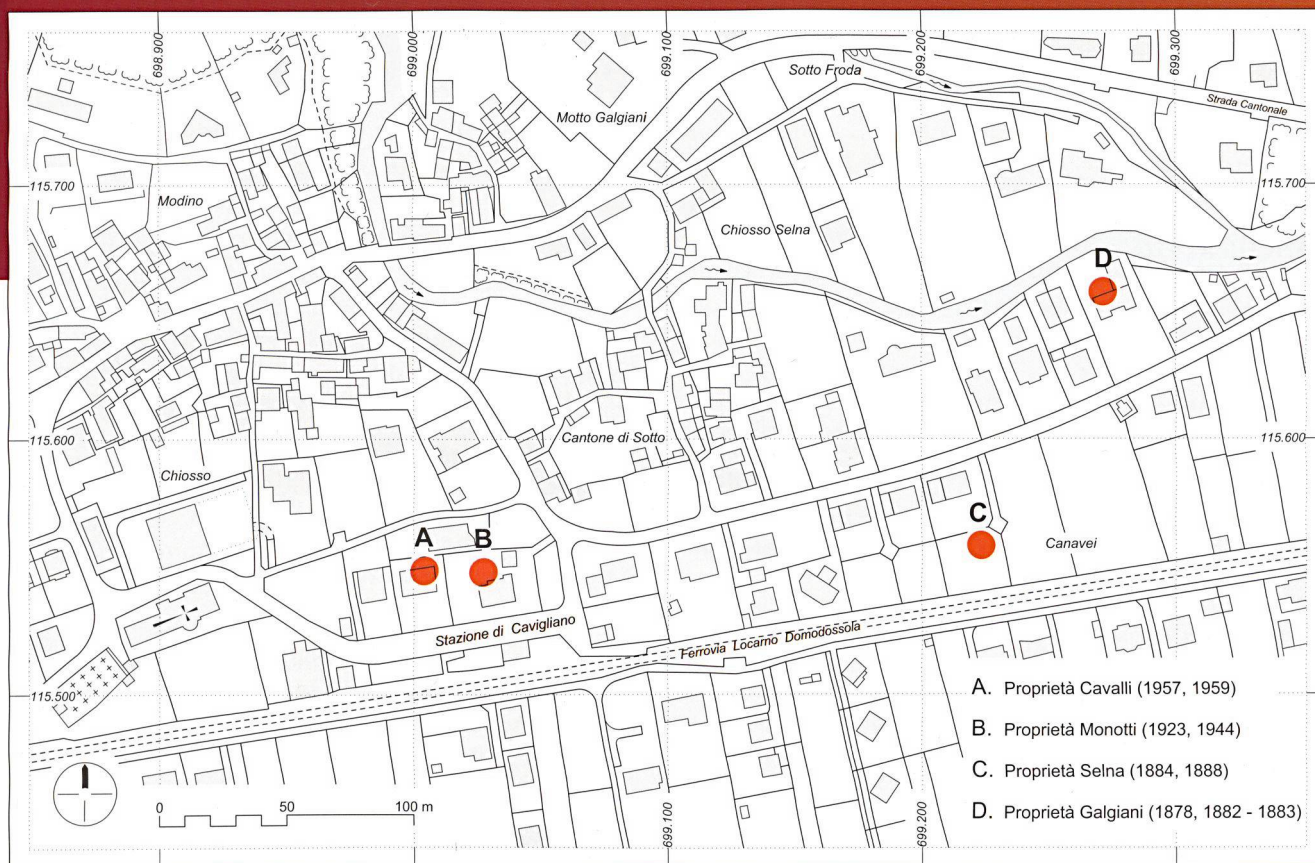 698.900
699.000
699.100
699.200
699.300
Sotto Froda
Strada Cantonale
Motto Galgiani
115.700
115.700
Modino
Chiosso Selna
D
115.600
115.600
Cantone di Sotto
Chiosso
A
B
C
Canavei
Stazione di Cavigliano
Ferrovia Locarno Domodossola
115.500
A. Proprietà Cavalli (1957, 1959)
B. Proprietà Monotti (1923, 1944)
C. Proprietà Selna (1884, 1888)
D. Proprietà Galgiani (1878, 1882 - 1883)
0 50 100 m
699.100
699.200